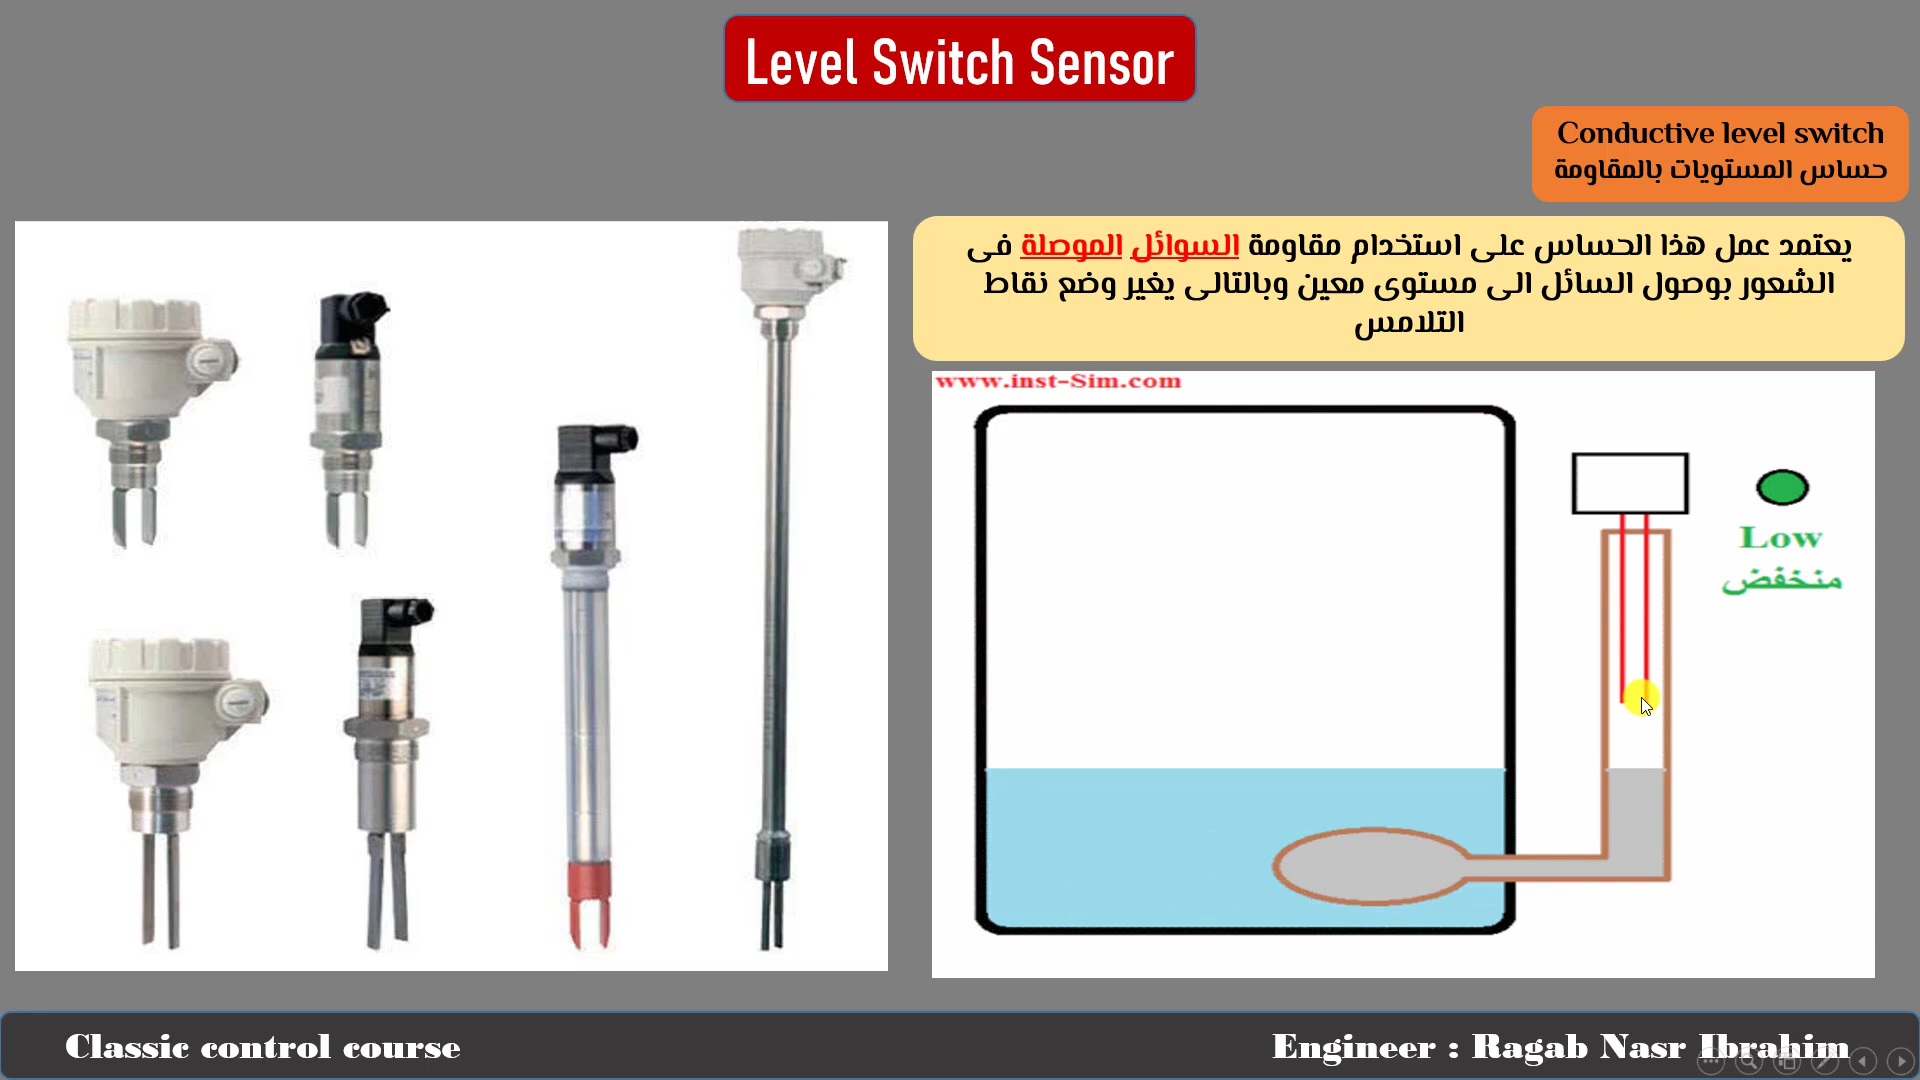 Level Switch Sensor
Conductive level switch
حساس المستويات بالمقاومة
يعتمد عمل هذا الحساس على استخدام مقاومة السوائل الموصلة فى
الشعور بوصول السائل الى مستوى معين وبالتالى يغير وضع نقاط
التلامس
www.inst-Sim.com
Low
منخفض
Classic control course
Engineer : Ragab Nasr Ibrahim